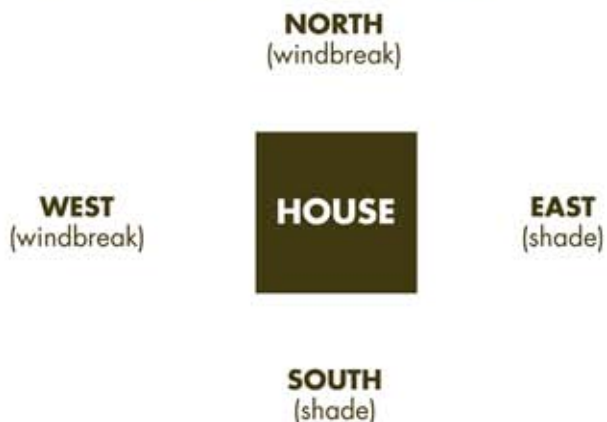 NORTH
(windbreak)
WEST
(windbreak)
HOUSE
EAST
(shade)
SOUTH
(shade)